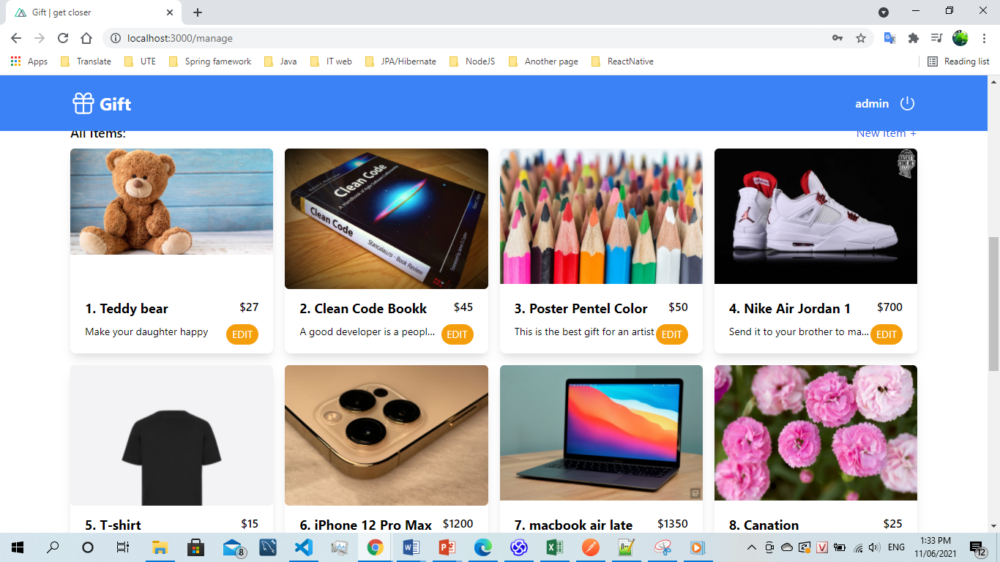 Gift | get closer
localhost:3000/manage
Apps
Translate
UTE
Spring famework
Java
IT web
JPA/Hibernate
NodeJS
Another page
ReactNative
Reading list
Gift
admin
All Items:
New Item +
Clean Code
A Handbook of Agile Software Craftsmanship
Clean Code
Stancalau.ro - Book Review
BASKET
ZONE.NET
1. Teddy bear
$27
Make your daughter happy
EDIT
2. Clean Code Bookk
$45
A good developer is a peopl...
EDIT
3. Poster Pentel Color
$50
This is the best gift for an artist
EDIT
4. Nike Air Jordan 1
$700
Send it to your brother to ma...
EDIT
5. T-shirt
$15
6. iPhone 12 Pro Max
$1200
7. macbook air late
$1350
8. Canation
$25
8
ENG
1:33 PM
11/06/2021
12